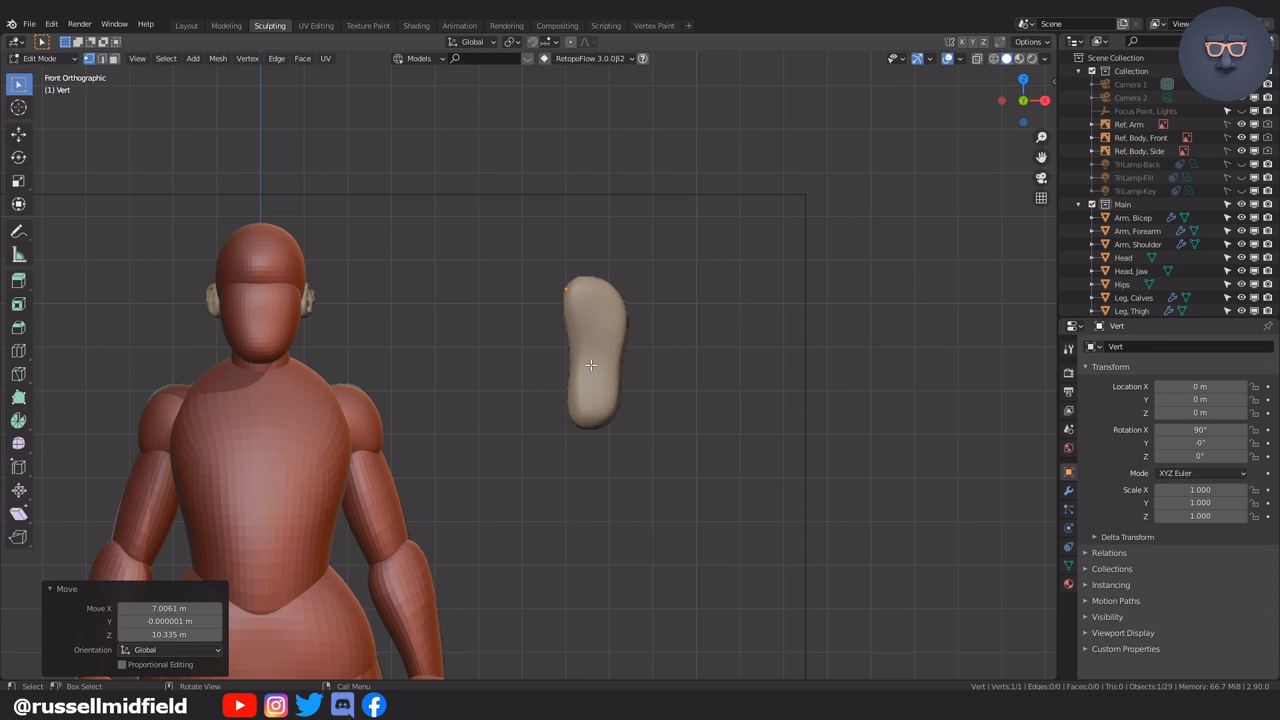 File Edit Render Window Help Layout Modeling Sculpting UV Editing Texture Paint Shading Animation Rendering Compositing Scripting Vertex Paint + Scene
Global X Y Z Options
Edit Mode View Select Add Mesh Vertex Edge Face UV Models RetopoFlow 3.0.0β2
Front Orthographic
(1) Vert
Z
Y
X
Scene Collection
Collection
Camera 1
Camera 2
Focus Point, Lights
Ref, Arm
Ref, Body, Front
Ref, Body, Side
TriLamp-Back
TriLamp-Fill
TriLamp-Key
Main
Arm, Bicep
Arm, Forearm
Arm, Shoulder
Head
Head, Jaw
Hips
Leg, Calves
Leg, Thigh
Vert
Vert
Transform
Location X 0 m
Y 0 m
Z 0 m
Rotation X 90°
Y -0°
Z 0°
Mode XYZ Euler
Scale X 1.000
Y 1.000
Z 1.000
Delta Transform
Relations
Collections
Instancing
Motion Paths
Visibility
Viewport Display
Custom Properties
Move
Move X 7.0061 m
Y -0.000001 m
Z 10.335 m
Orientation Global
Proportional Editing
Select Box Select Rotate View Call Menu Vert | Verts:1/1 | Edges:0/0 | Faces:0/0 | Tris:0 | Objects:1/29 | Memory: 66.7 MiB | 2.90.0
@russellmidfield